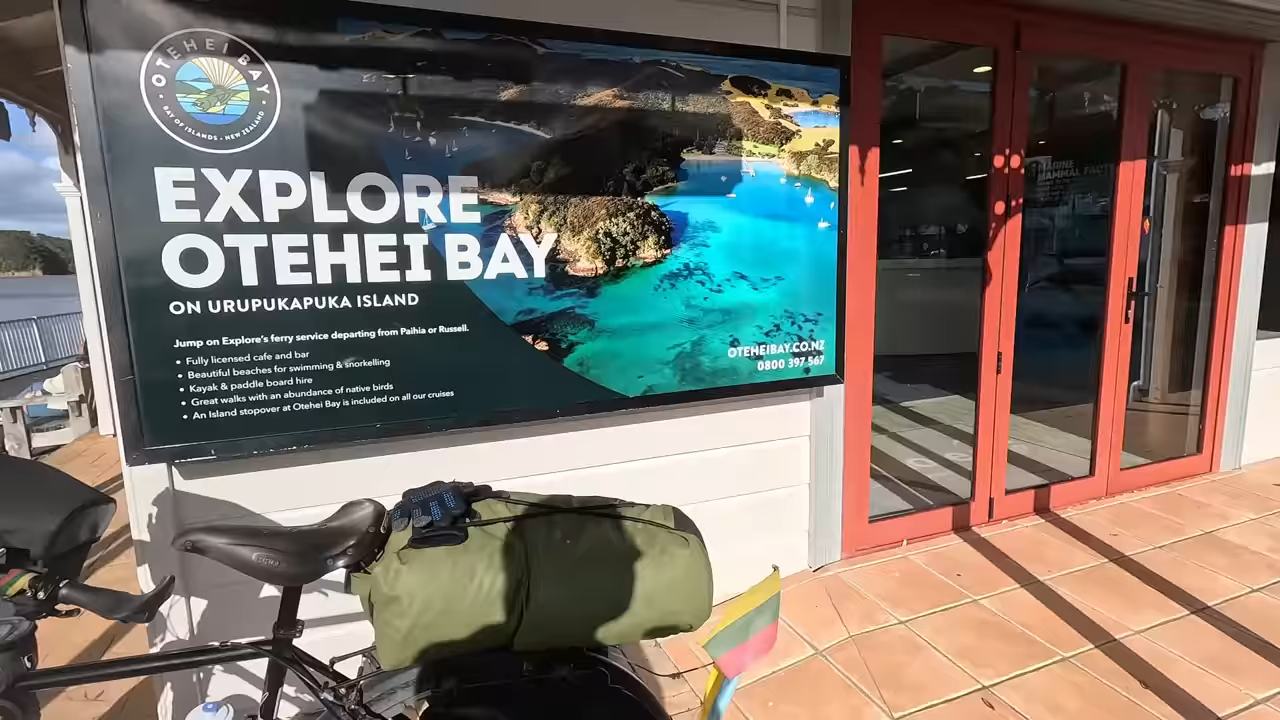 OTEHEI BAY
BAY OF ISLANDS • NEW ZEALAND
EXPLORE
OTEHEI BAY
ON URUPUKAPUKA ISLAND
Jump on Explore's ferry service departing from Paihia or Russell.
• Fully licensed cafe and bar
• Beautiful beaches for swimming & snorkelling
• Kayak & paddle board hire
• Great walks with an abundance of native birds
• An Island stopover at Otehei Bay is included on all our cruises
OTEHEIBAY.CO.NZ
0800 397 567
MARINE
MAMMAL FACTS